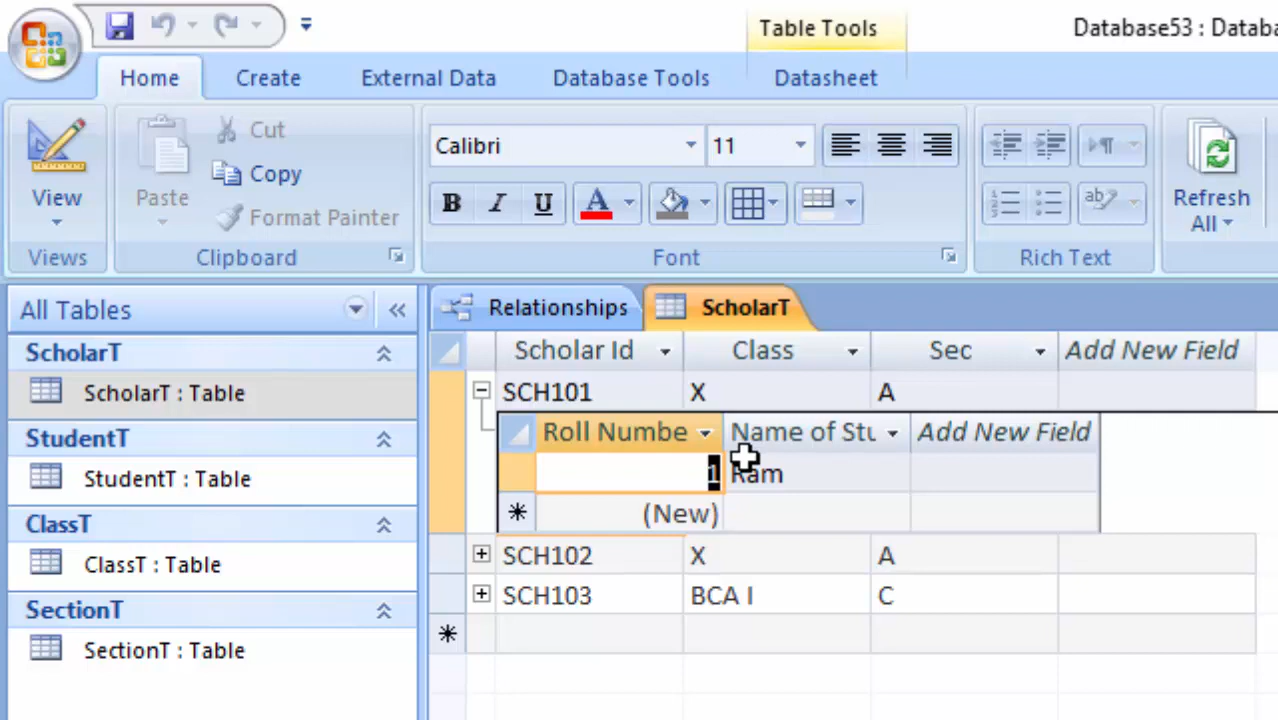 Table Tools
Database53 : Databa
Home
Create
External Data
Database Tools
Datasheet
View
Views
Paste
Cut
Copy
Format Painter
Clipboard
Calibri
11
B I U A
Font
ab
Rich Text
Refresh
All
All Tables
ScholarT
ScholarT : Table
StudentT
StudentT : Table
ClassT
ClassT : Table
SectionT
SectionT : Table
Relationships
ScholarT
Scholar Id Class Sec Add New Field
SCH101 X A
Roll Numbe Name of Stu Add New Field
1 Ram
(New)
SCH102 X A
SCH103 BCA I C